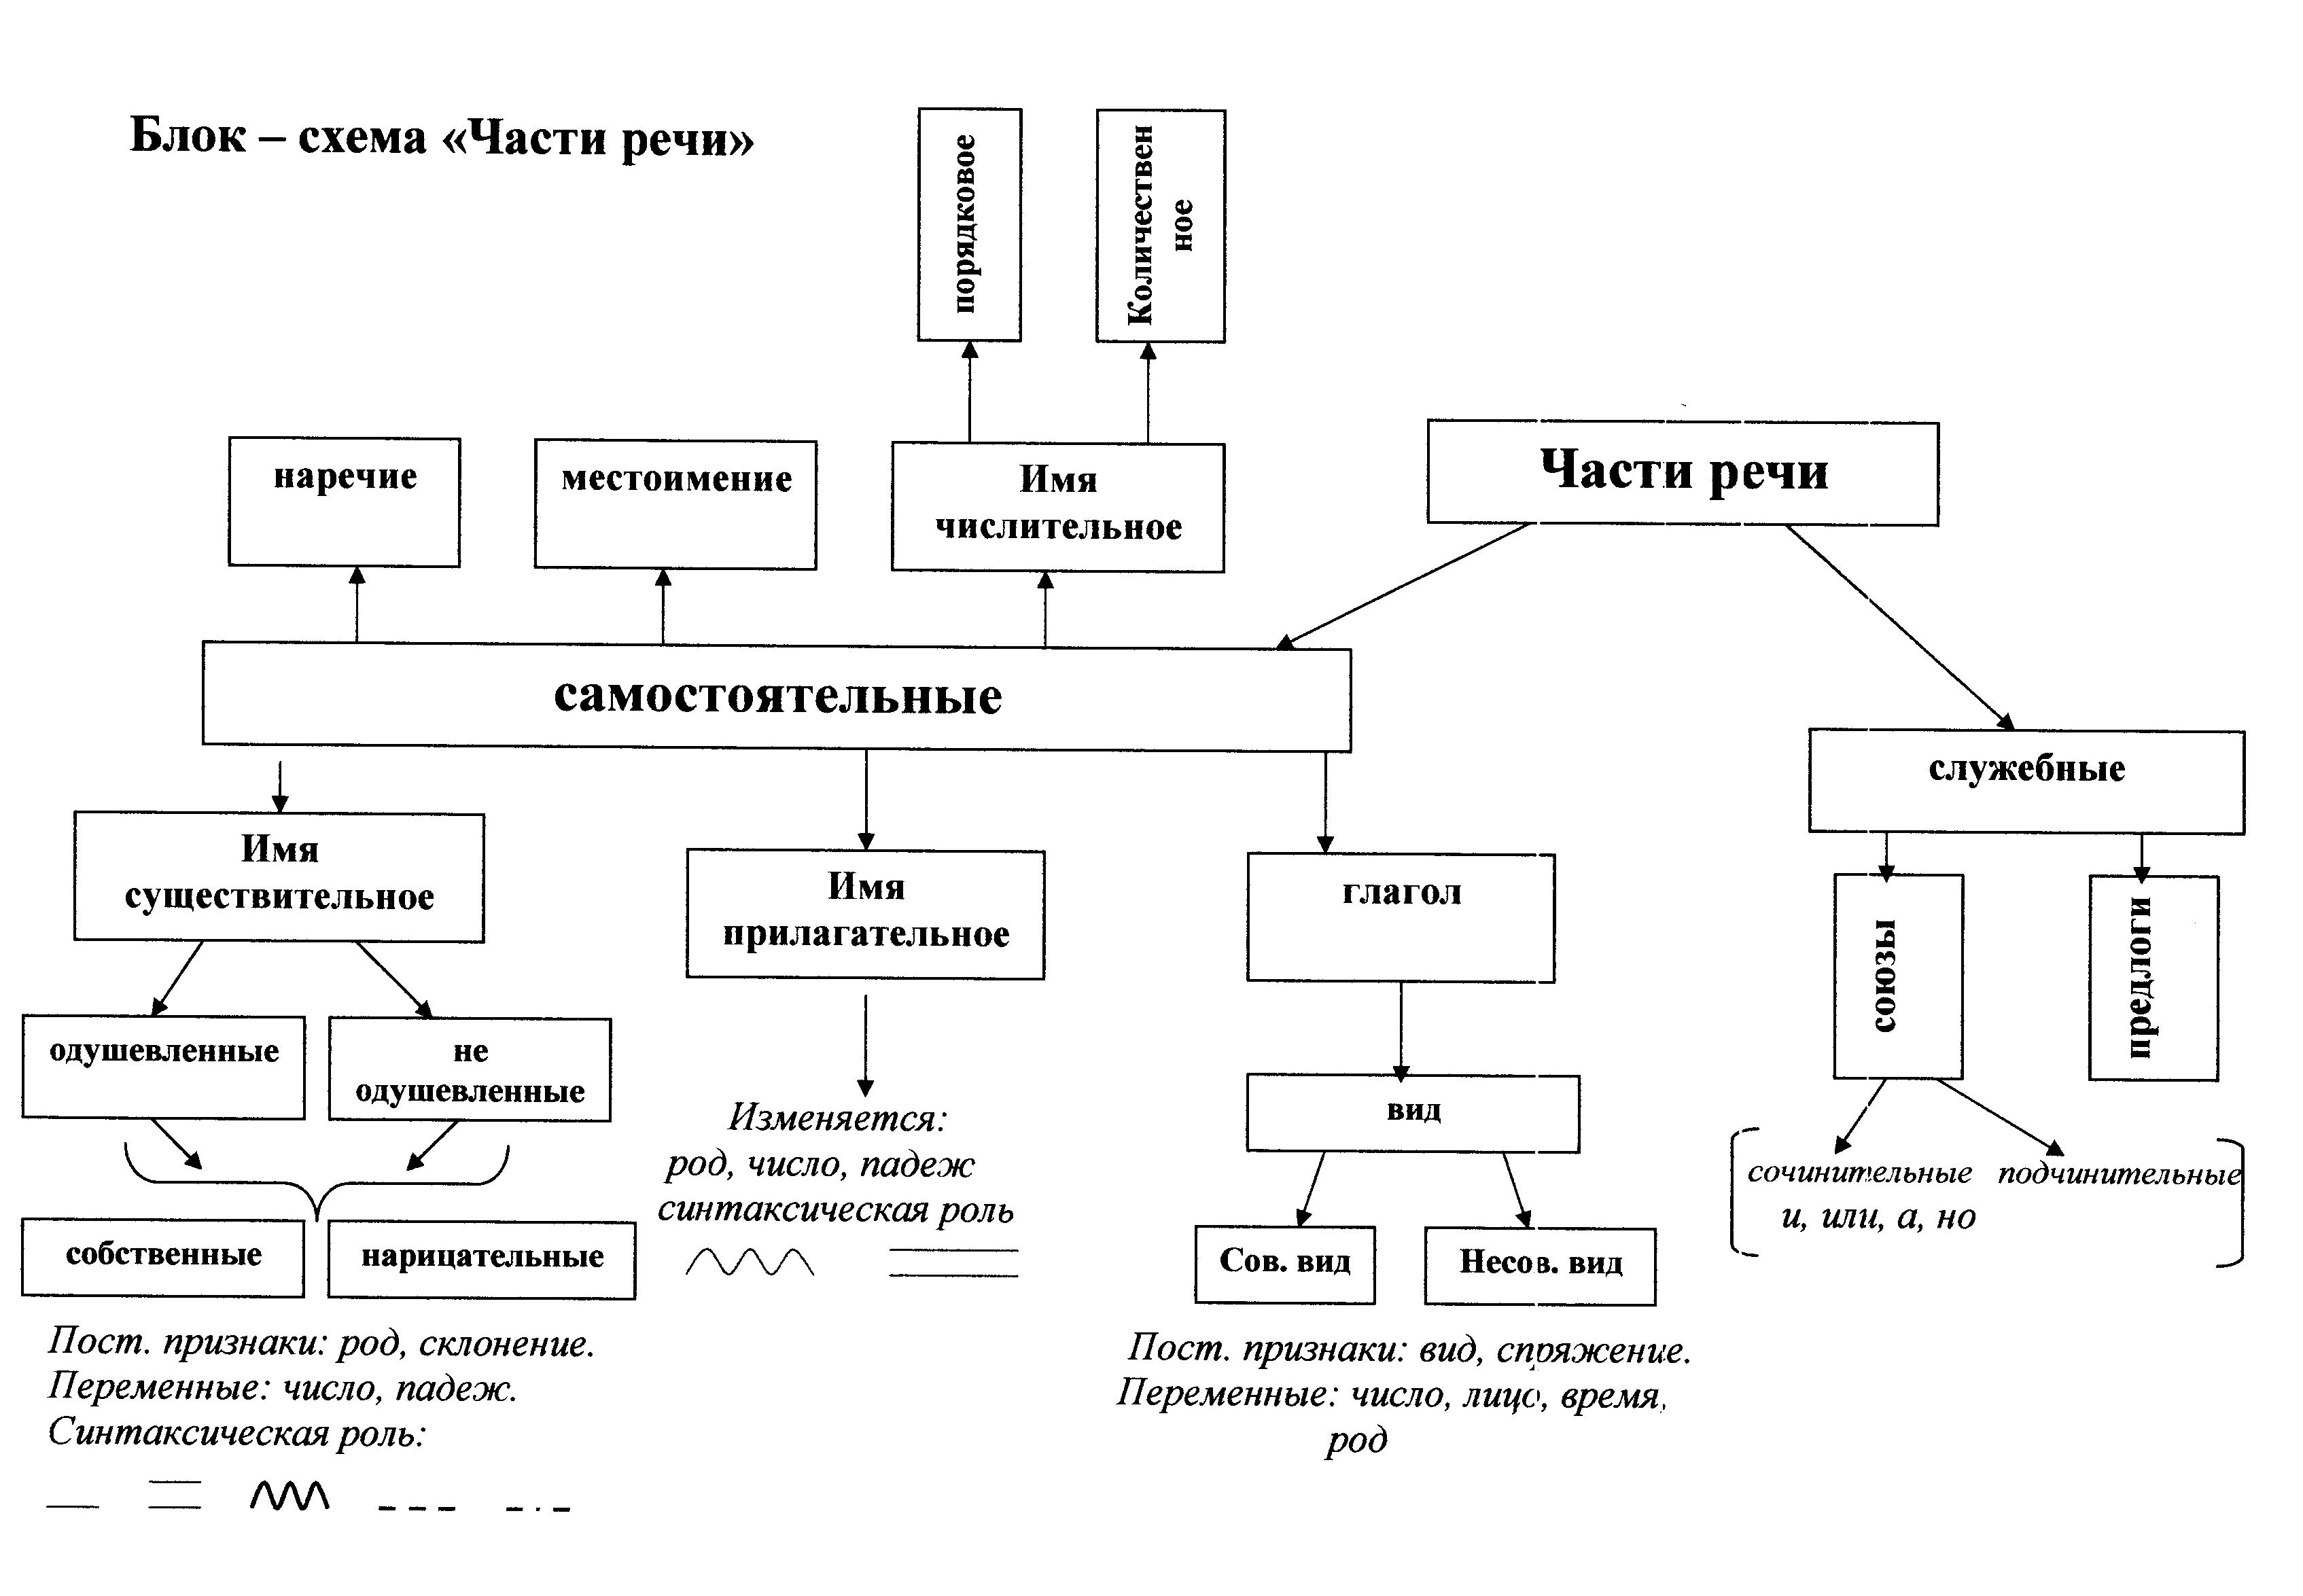 Блок – схема «Части речи»
порядковое
Количествен
ное
наречие
местоимение
Имя
числительное
Части речи
самостоятельные
служебные
Имя
существительное
Имя
прилагательное
глагол
союзы
предлоги
одушевленные
не
одушевленные
вид
Изменяется:
род, число, падеж
синтаксическая роль
сочинительные
и, или, а, но
подчинительные
собственные
нарицательные
Сов. вид
Несов. вид
Пост. признаки: род, склонение.
Переменные: число, падеж.
Синтаксическая роль:
Пост. признаки: вид, спряжение.
Переменные: число, лицо, время,
род